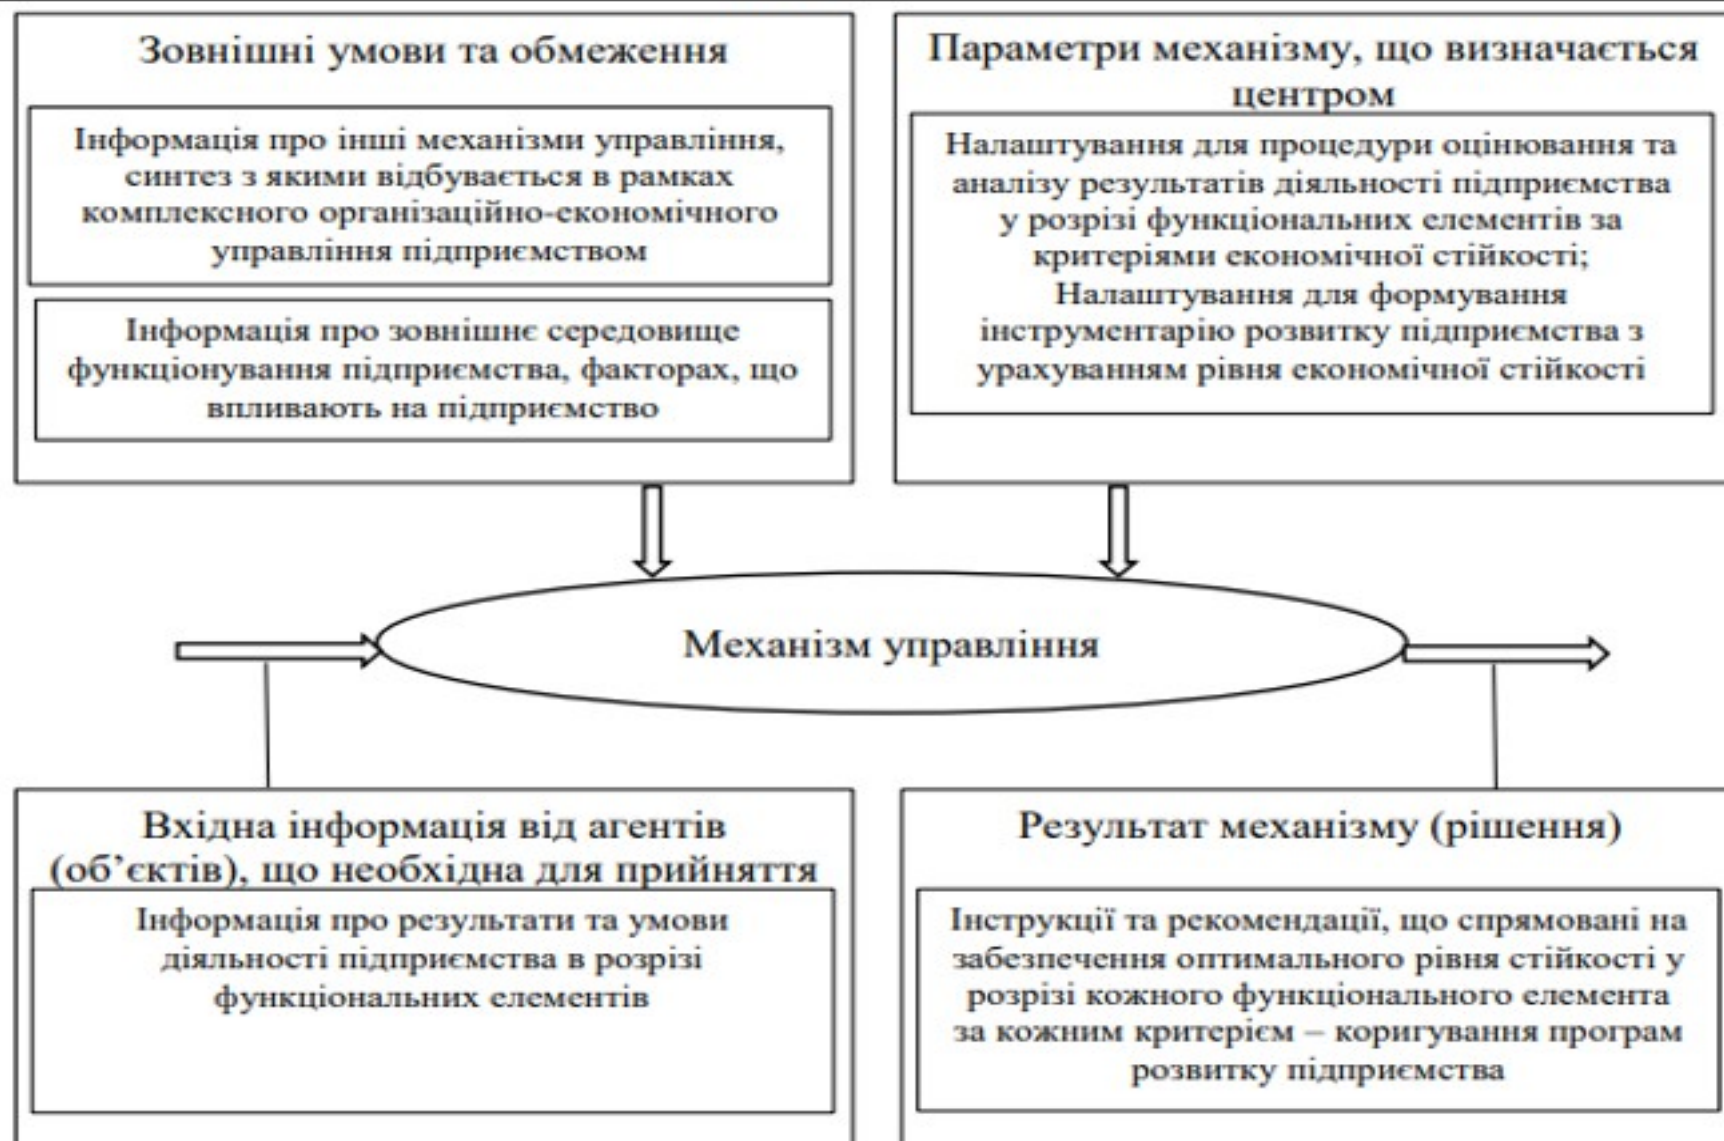 Зовнішні умови та обмеження
Інформація про інші механізми управління,
синтез з якими відбувається в рамках
комплексного організаційно-економічного
управління підприємством
Інформація про зовнішнє середовище
функціонування підприємства, факторах, що
впливають на підприємство
Параметри механізму, що визначається
центром
Налаштування для процедури оцінювання та
аналізу результатів діяльності підприємства
у розрізі функціональних елементів за
критеріями економічної стійкості;
Налаштування для формування
інструментарію розвитку підприємства з
урахуванням рівня економічної стійкості
Механізм управління
Вхідна інформація від агентів
(об’єктів), що необхідна для прийняття
Інформація про результати та умови
діяльності підприємства в розрізі
функціональних елементів
Результат механізму (рішення)
Інструкції та рекомендації, що спрямовані на
забезпечення оптимального рівня стійкості у
розрізі кожного функціонального елемента
за кожним критерієм – коригування програм
розвитку підприємства